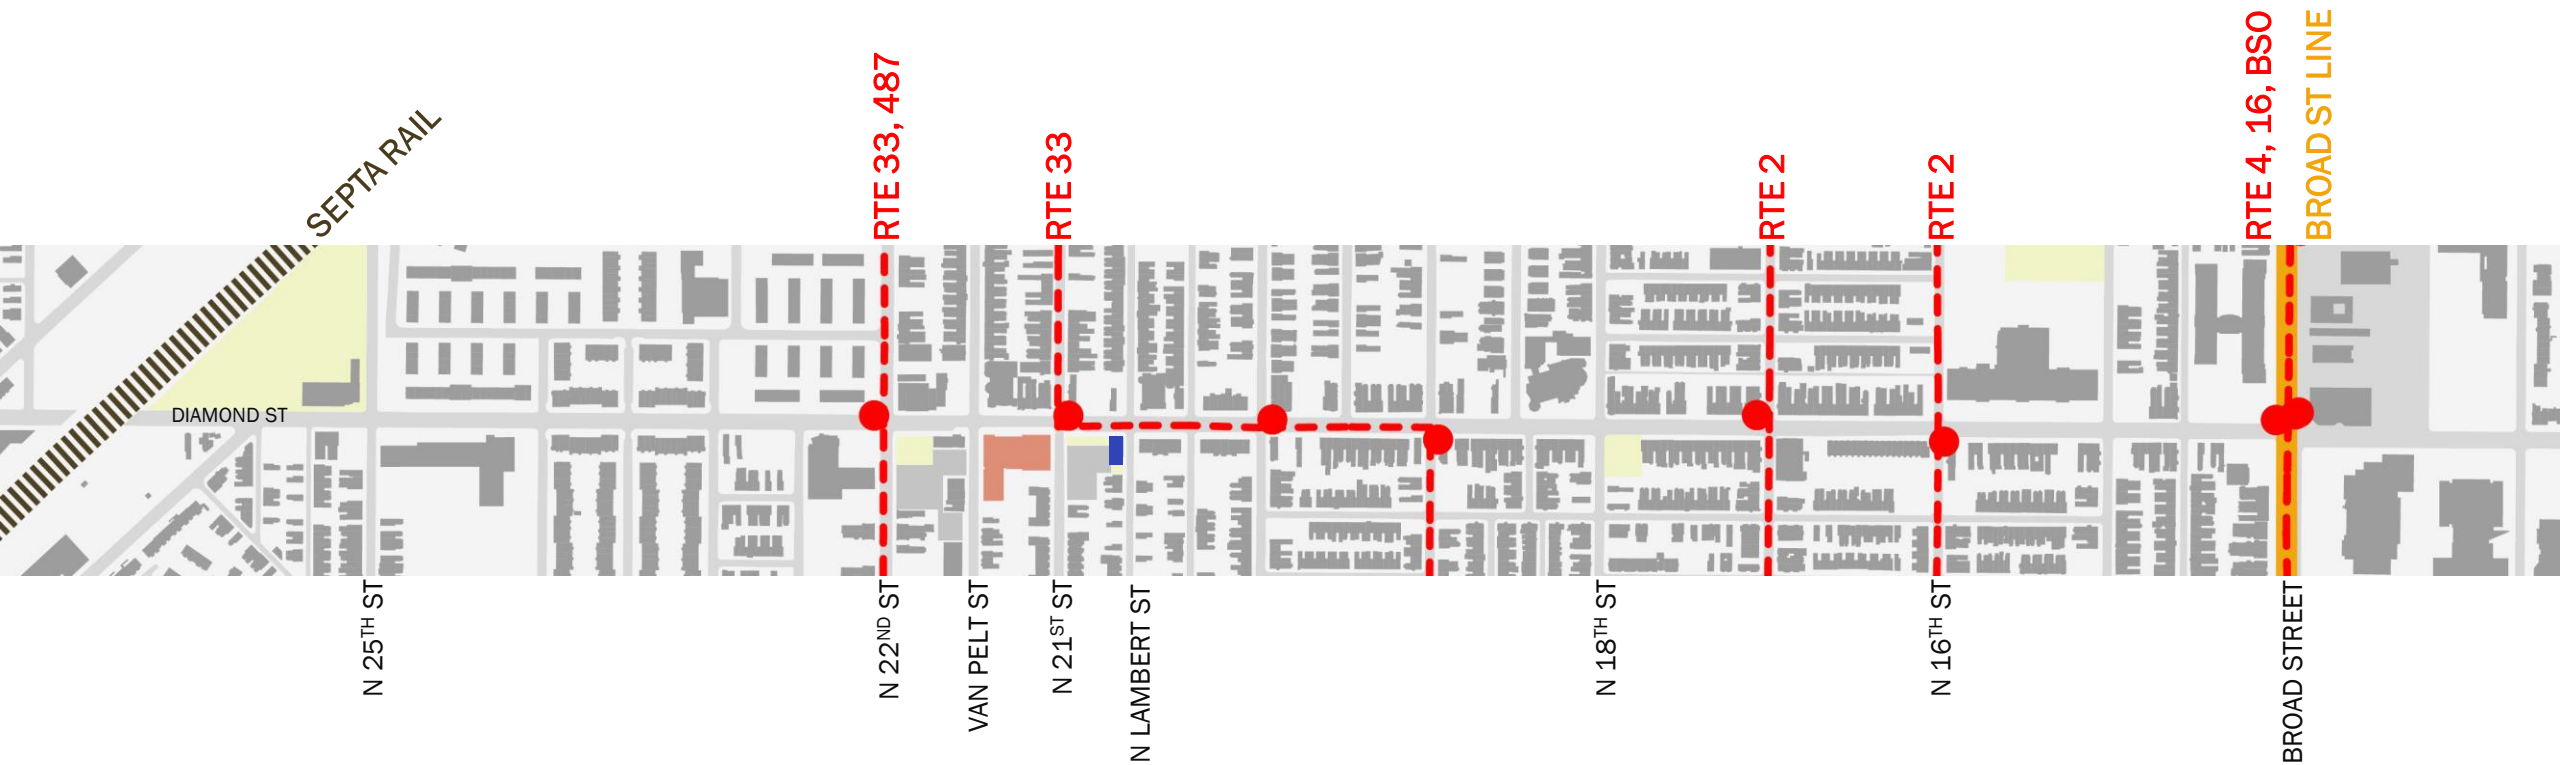 SEPTA RAIL
RTE 33, 487
RTE 33
RTE 2
RTE 2
RTE 4, 16, BSO
BROAD ST LINE
DIAMOND ST
N 25TH ST
N 22ND ST
VAN PELT ST
N 21ST ST
N LAMBERT ST
N 18TH ST
N 16TH ST
BROAD STREET